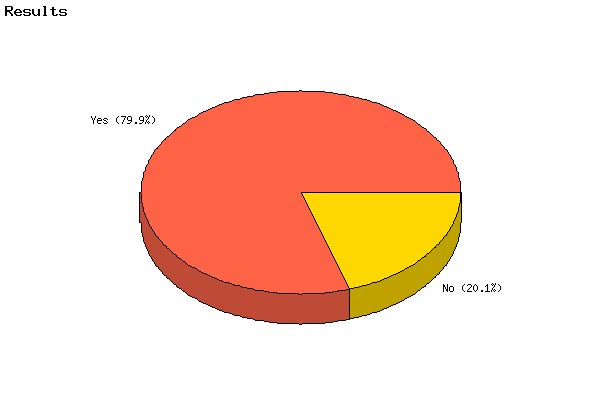 Results
Yes (79.9%)
No (20.1%)